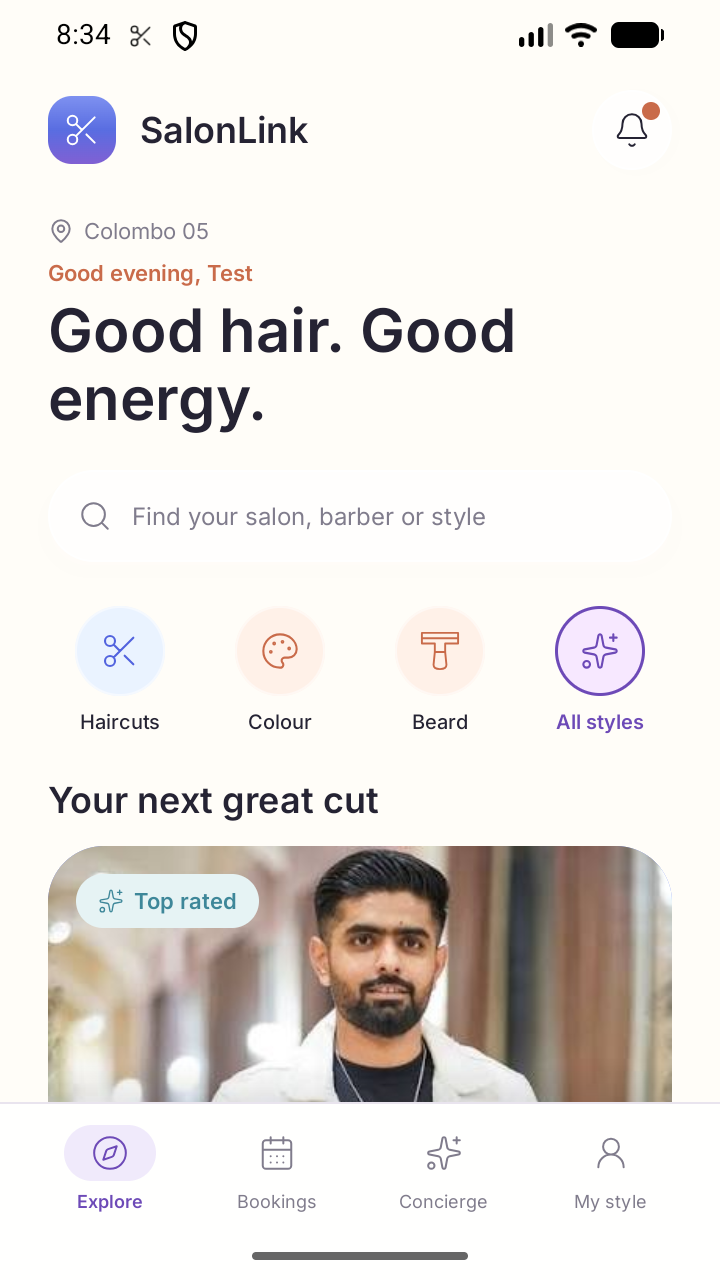 8:34
SalonLink
Colombo 05
Good evening, Test
Good hair. Good
energy.
Find your salon, barber or style
Haircuts
Colour
Beard
All styles
Your next great cut
Top rated
Explore
Bookings
Concierge
My style